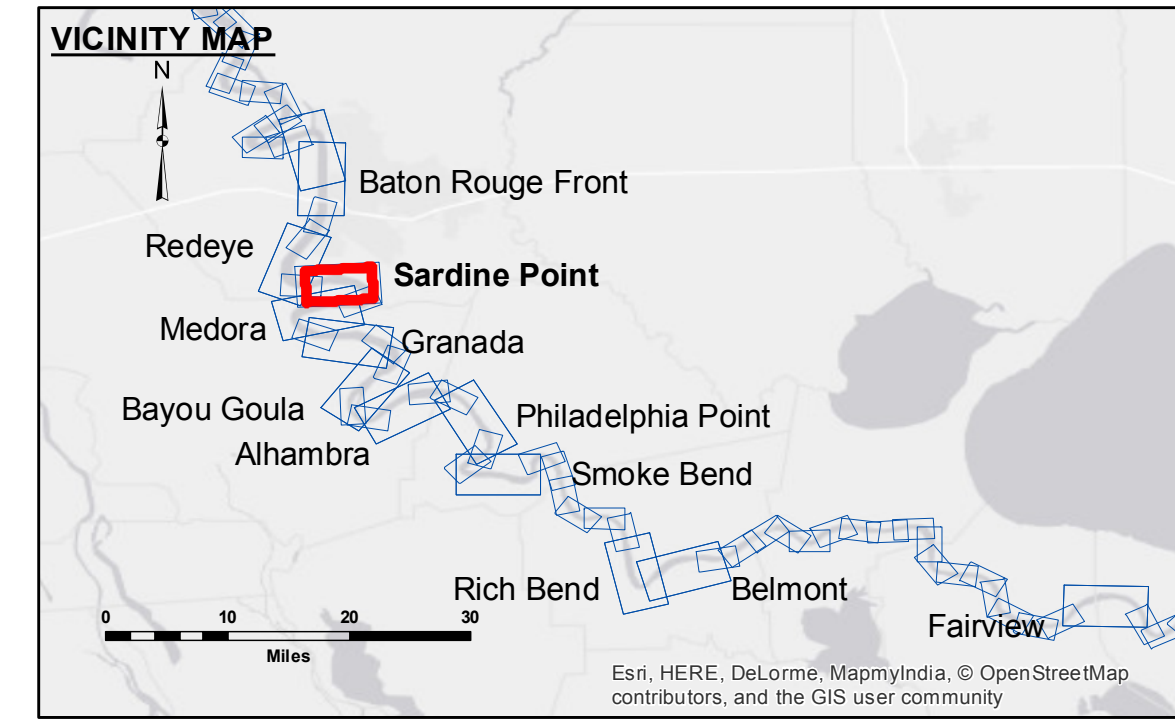 VICINITY MAP
N
Baton Rouge Front
Redeye
Sardine Point
Medora
Granada
Bayou Goula
Philadelphia Point
Alhambra
Smoke Bend
Rich Bend
Belmont
Fairview
0 10 20 30
Miles
Esri, HERE, DeLorme, MapmyIndia, © OpenStreetMap
contributors, and the GIS user community